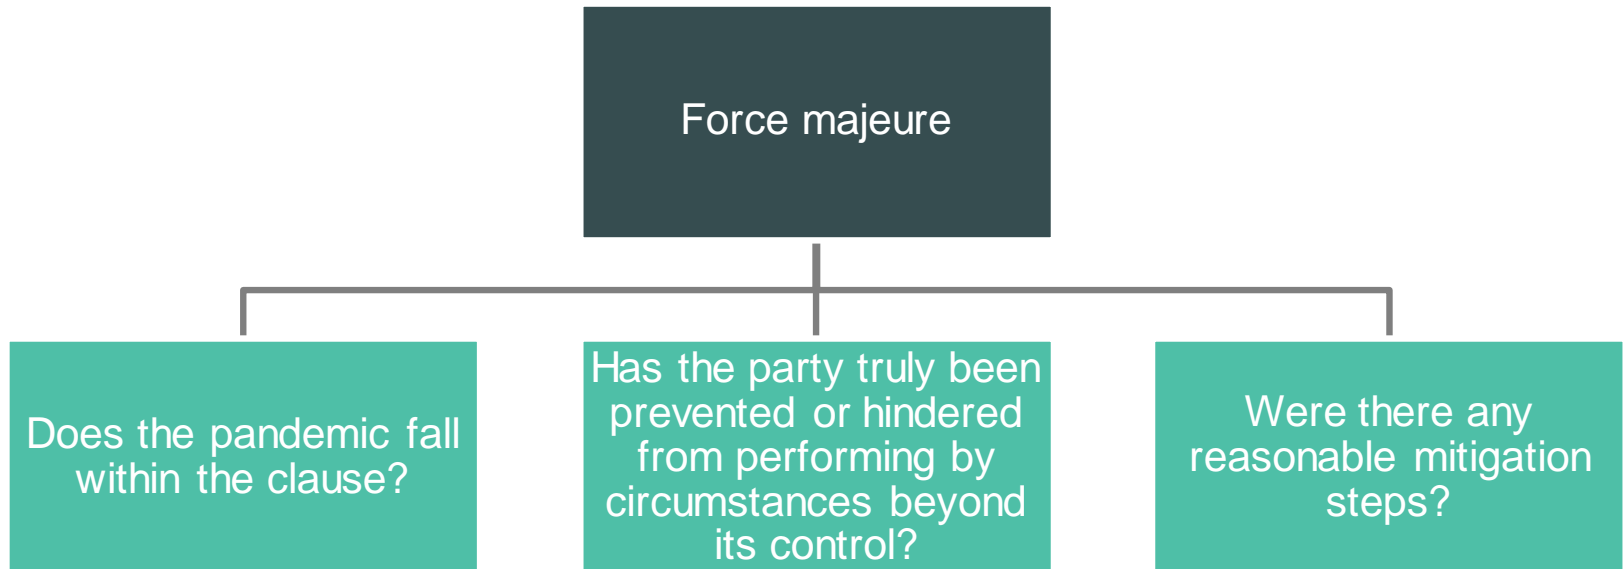 Force majeure
Does the pandemic fall
within the clause?
Has the party truly been
prevented or hindered
from performing by
circumstances beyond
its control?
Were there any
reasonable mitigation
steps?